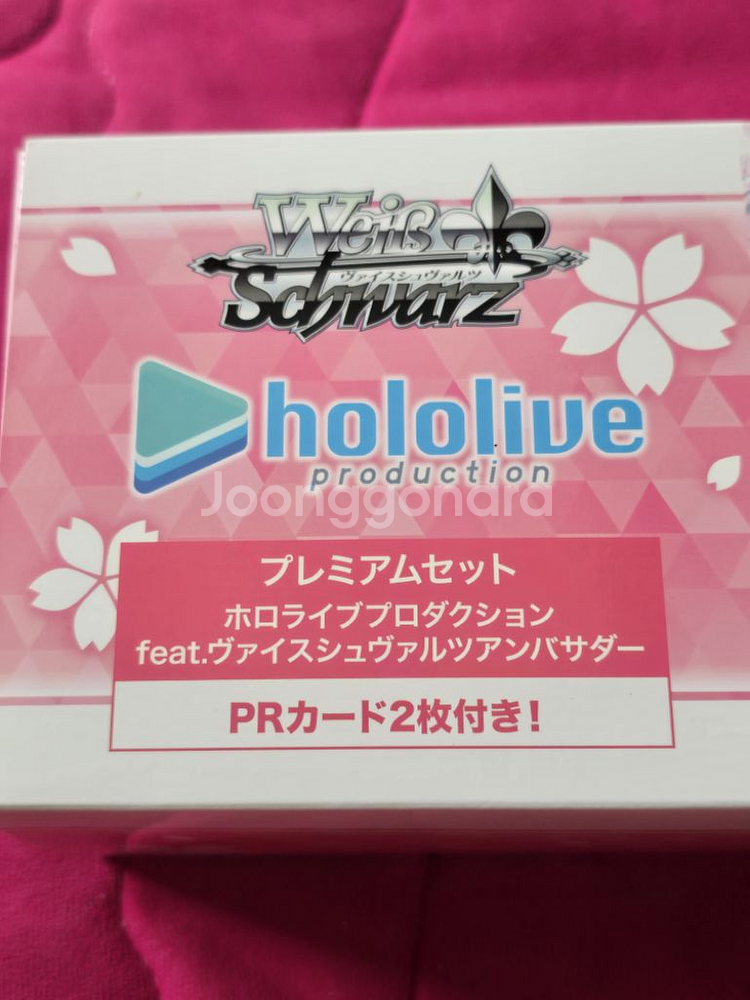 Weiß
ヴァイスシュヴァルツ
Schwarz
hololive
production
Joonggonara
プレミアムセット
ホロライブプロダクション
feat.ヴァイスシュヴァルツアンバサダー
PRカード2枚付き!